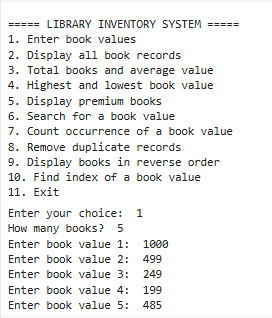 ===== LIBRARY INVENTORY SYSTEM =====
1. Enter book values
2. Display all book records
3. Total books and average value
4. Highest and lowest book value
5. Display premium books
6. Search for a book value
7. Count occurrence of a book value
8. Remove duplicate records
9. Display books in reverse order
10. Find index of a book value
11. Exit
Enter your choice:  1
How many books?  5
Enter book value 1:  1000
Enter book value 2:  499
Enter book value 3:  249
Enter book value 4:  199
Enter book value 5:  485